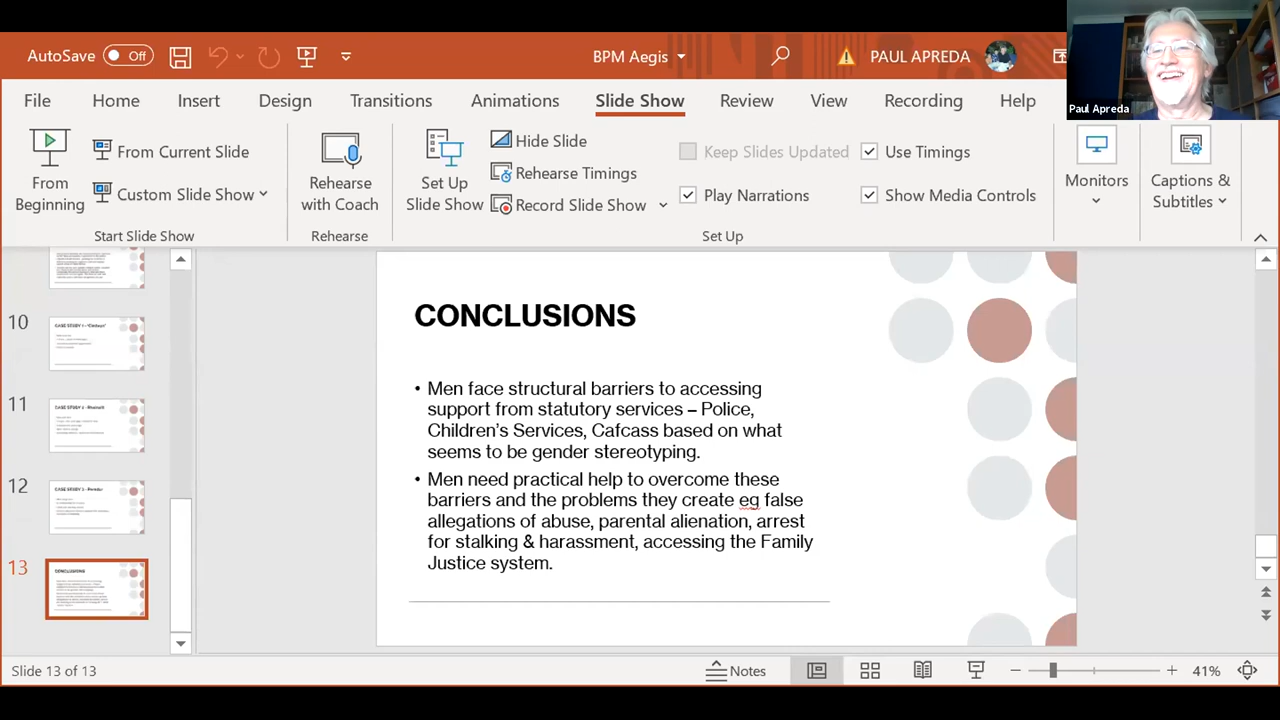 AutoSave Off
BPM Aegis
PAUL APREDA
Paul Apreda
File Home Insert Design Transitions Animations Slide Show Review View Recording Help
From Beginning
From Current Slide
Custom Slide Show
Start Slide Show
Rehearse with Coach
Rehearse
Set Up Slide Show
Hide Slide
Rehearse Timings
Record Slide Show
Keep Slides Updated
Play Narrations
Use Timings
Show Media Controls
Set Up
Monitors
Captions & Subtitles
10
11
12
13
CONCLUSIONS
CONCLUSIONS
• Men face structural barriers to accessing
support from statutory services – Police,
Children's Services, Cafcass based on what
seems to be gender stereotyping.
• Men need practical help to overcome these
barriers and the problems they create eg false
allegations of abuse, parental alienation, arrest
for stalking & harassment, accessing the Family
Justice system.
Slide 13 of 13
Notes
41%